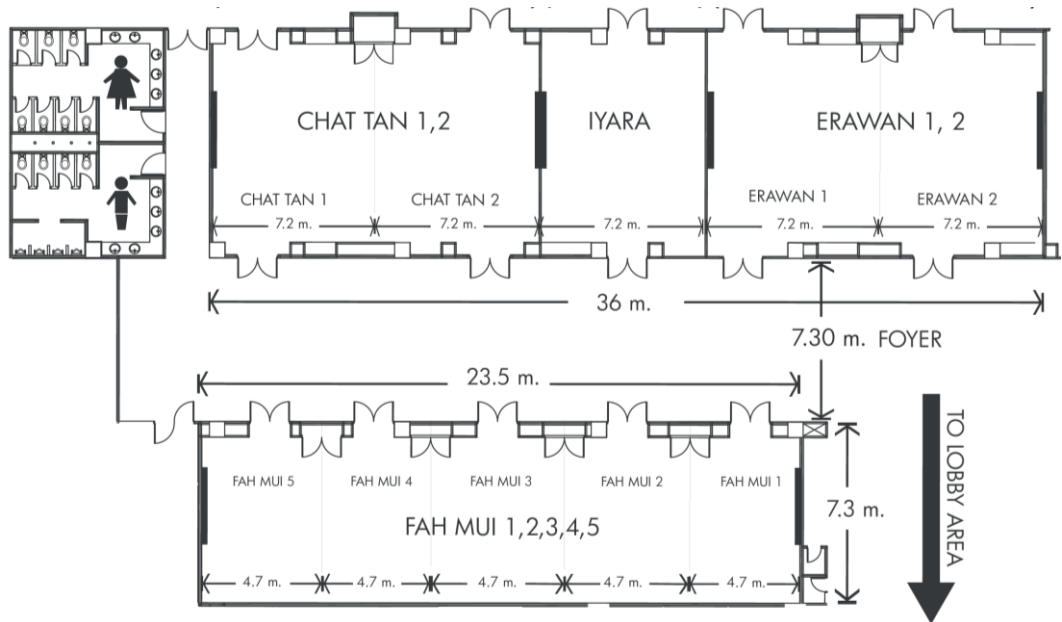 CHAT TAN 1,2
IYARA
ERAWAN 1, 2
CHAT TAN 1
CHAT TAN 2
ERAWAN 1
ERAWAN 2
7.2 m.
7.2 m.
7.2 m.
7.2 m.
7.2 m.
36 m.
7.30 m. FOYER
23.5 m.
TO LOBBY AREA
FAH MUI 5
FAH MUI 4
FAH MUI 3
FAH MUI 2
FAH MUI 1
7.3 m.
FAH MUI 1,2,3,4,5
4.7 m.
4.7 m.
4.7 m.
4.7 m.
4.7 m.